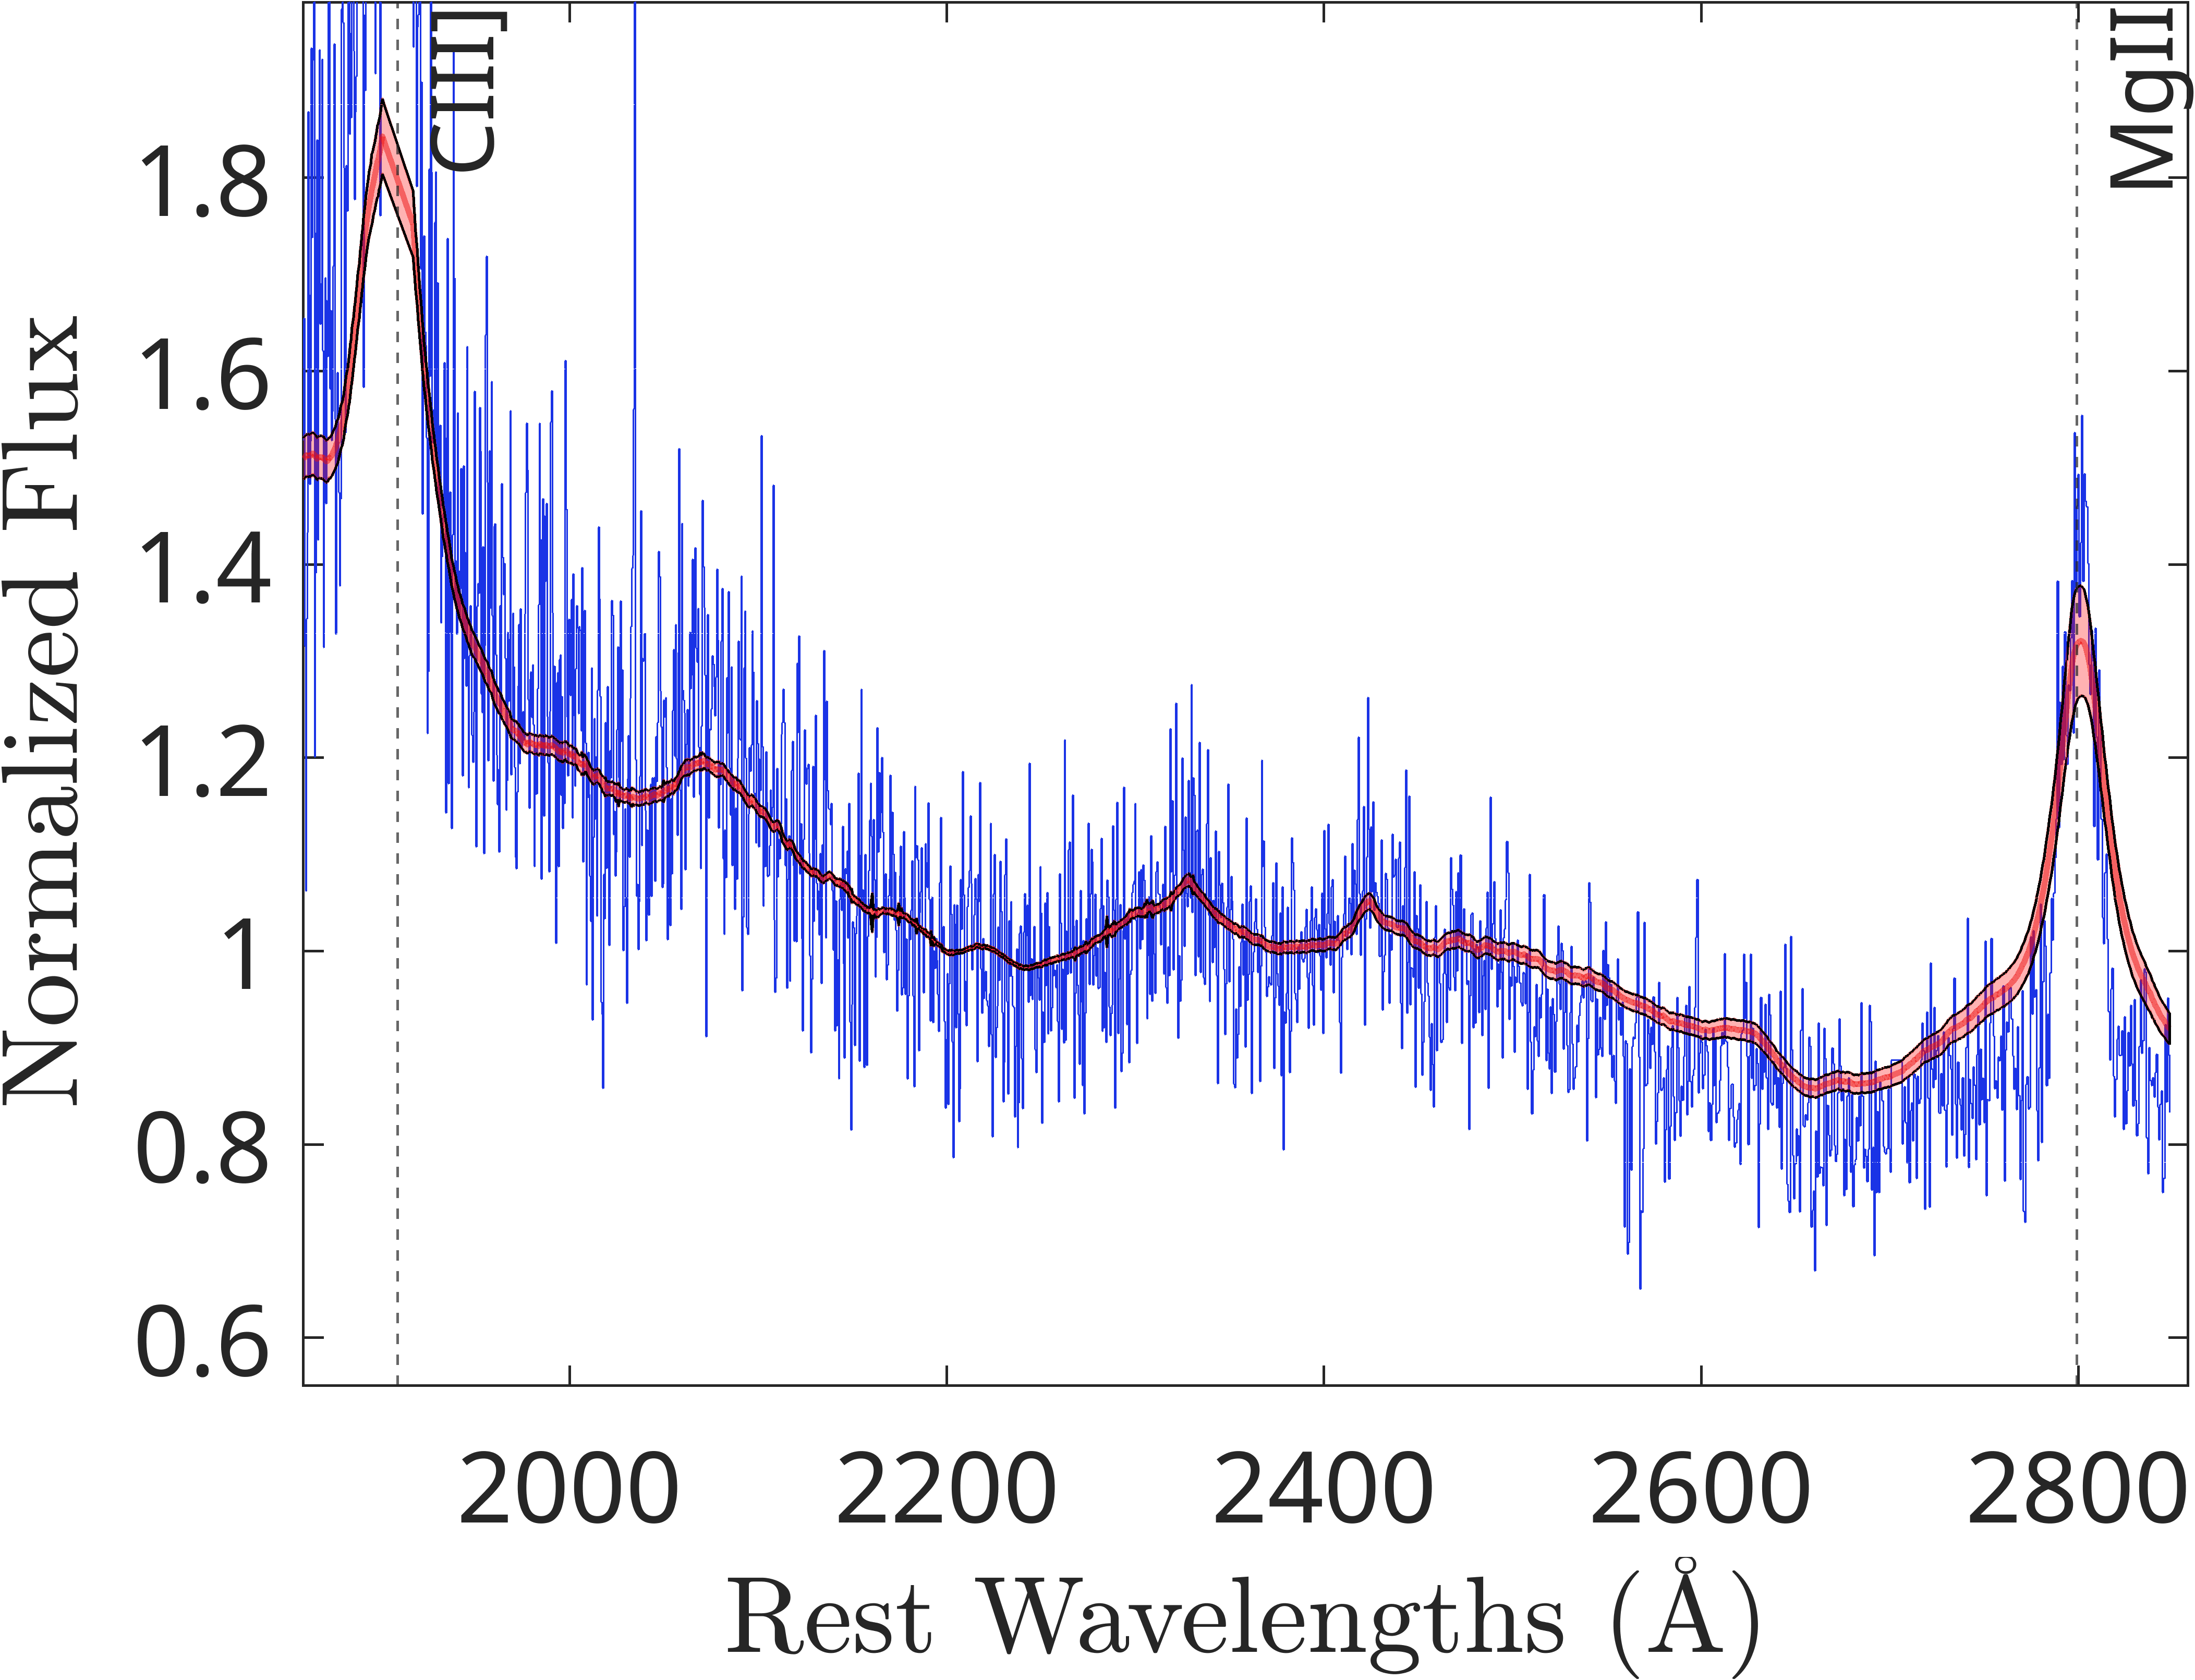 CIII]
MgII
1.8
1.6
1.4
1.2
1
0.8
0.6
Normalized Flux
2000 2200 2400 2600 2800
Rest Wavelengths (Å)